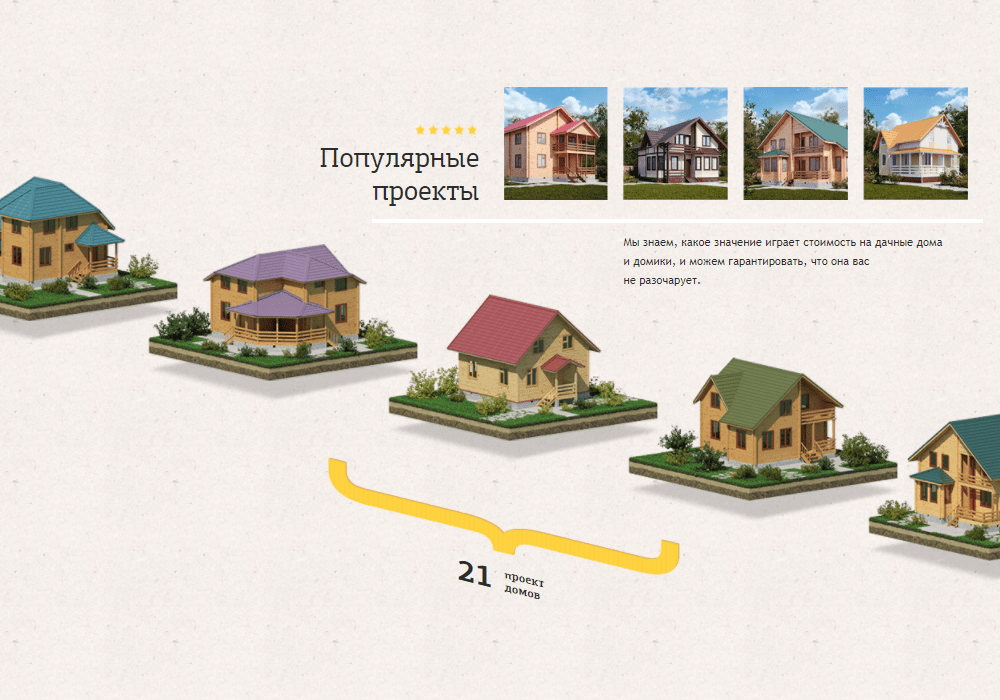 Популярные
проекты
Мы знаем, какое значение играет стоимость на дачные дома
и домики, и можем гарантировать, что она вас
не разочарует.
21 проект
домов